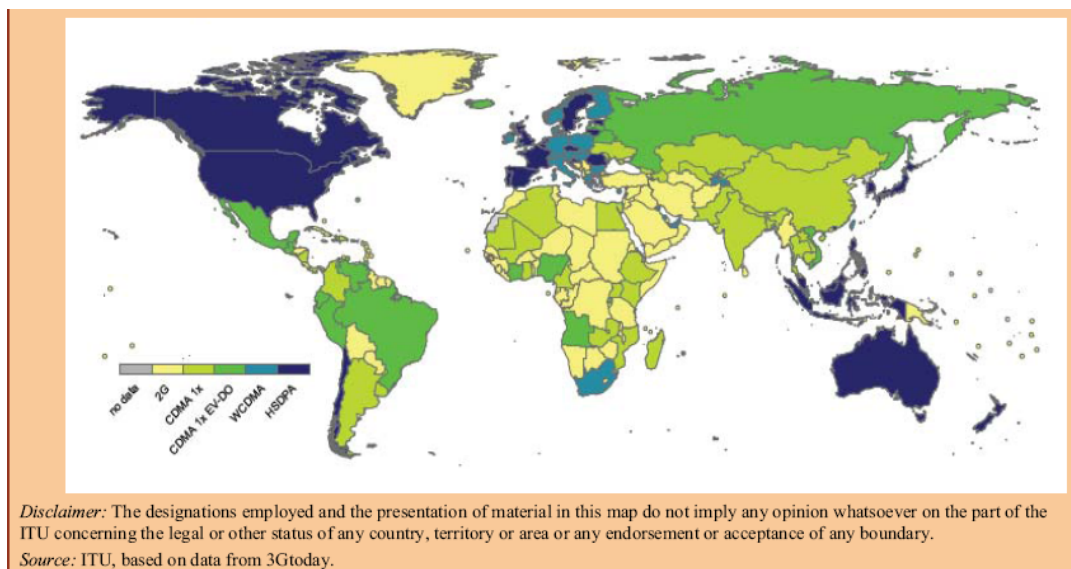 no data
2G
CDMA 1x
CDMA 1x EV-DO
WCDMA
HSDPA
Disclaimer: The designations employed and the presentation of material in this map do not imply any opinion whatsoever on the part of the
ITU concerning the legal or other status of any country, territory or area or any endorsement or acceptance of any boundary.
Source: ITU, based on data from 3Gtoday.